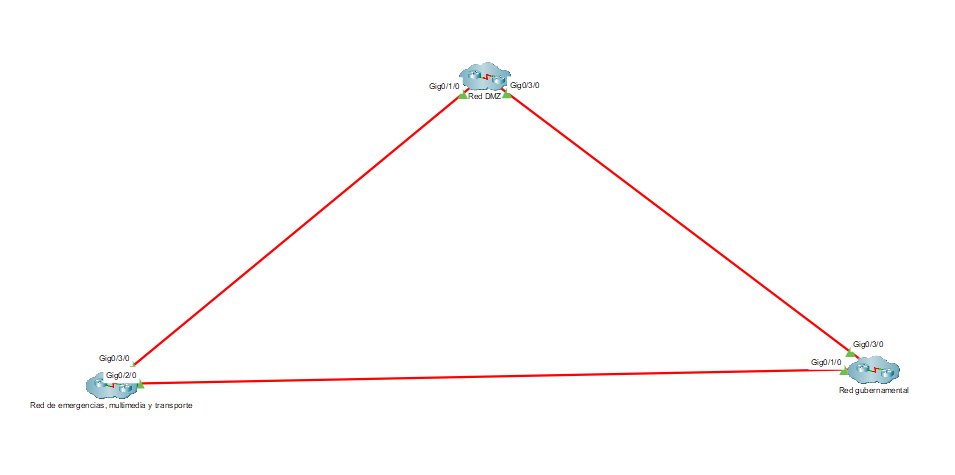 Gig0/1/0
Gig0/3/0
Red DMZ
Gig0/3/0
Gig0/2/0
Red de emergencias, multimedia y transporte
Gig0/3/0
Gig0/1/0
Red gubernamental